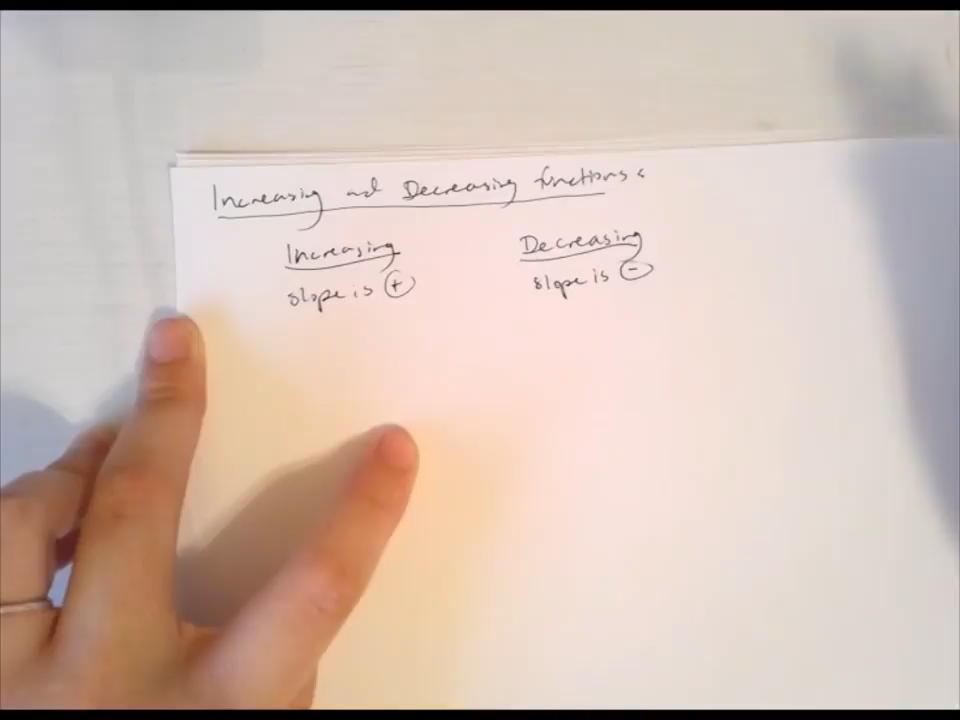 Increasing and Decreasing functions:
Increasing Decreasing
slope is + slope is -